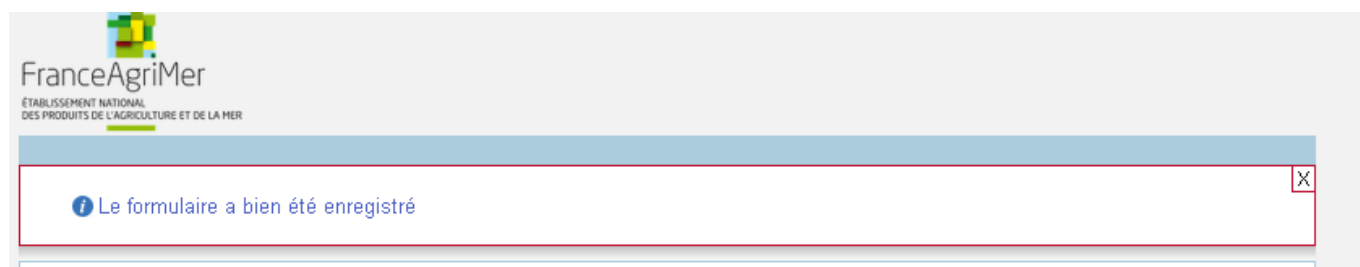 FranceAgriMer
ÉTABLISSEMENT NATIONAL
DES PRODUITS DE L'AGRICULTURE ET DE LA MER
X
Le formulaire a bien été enregistré